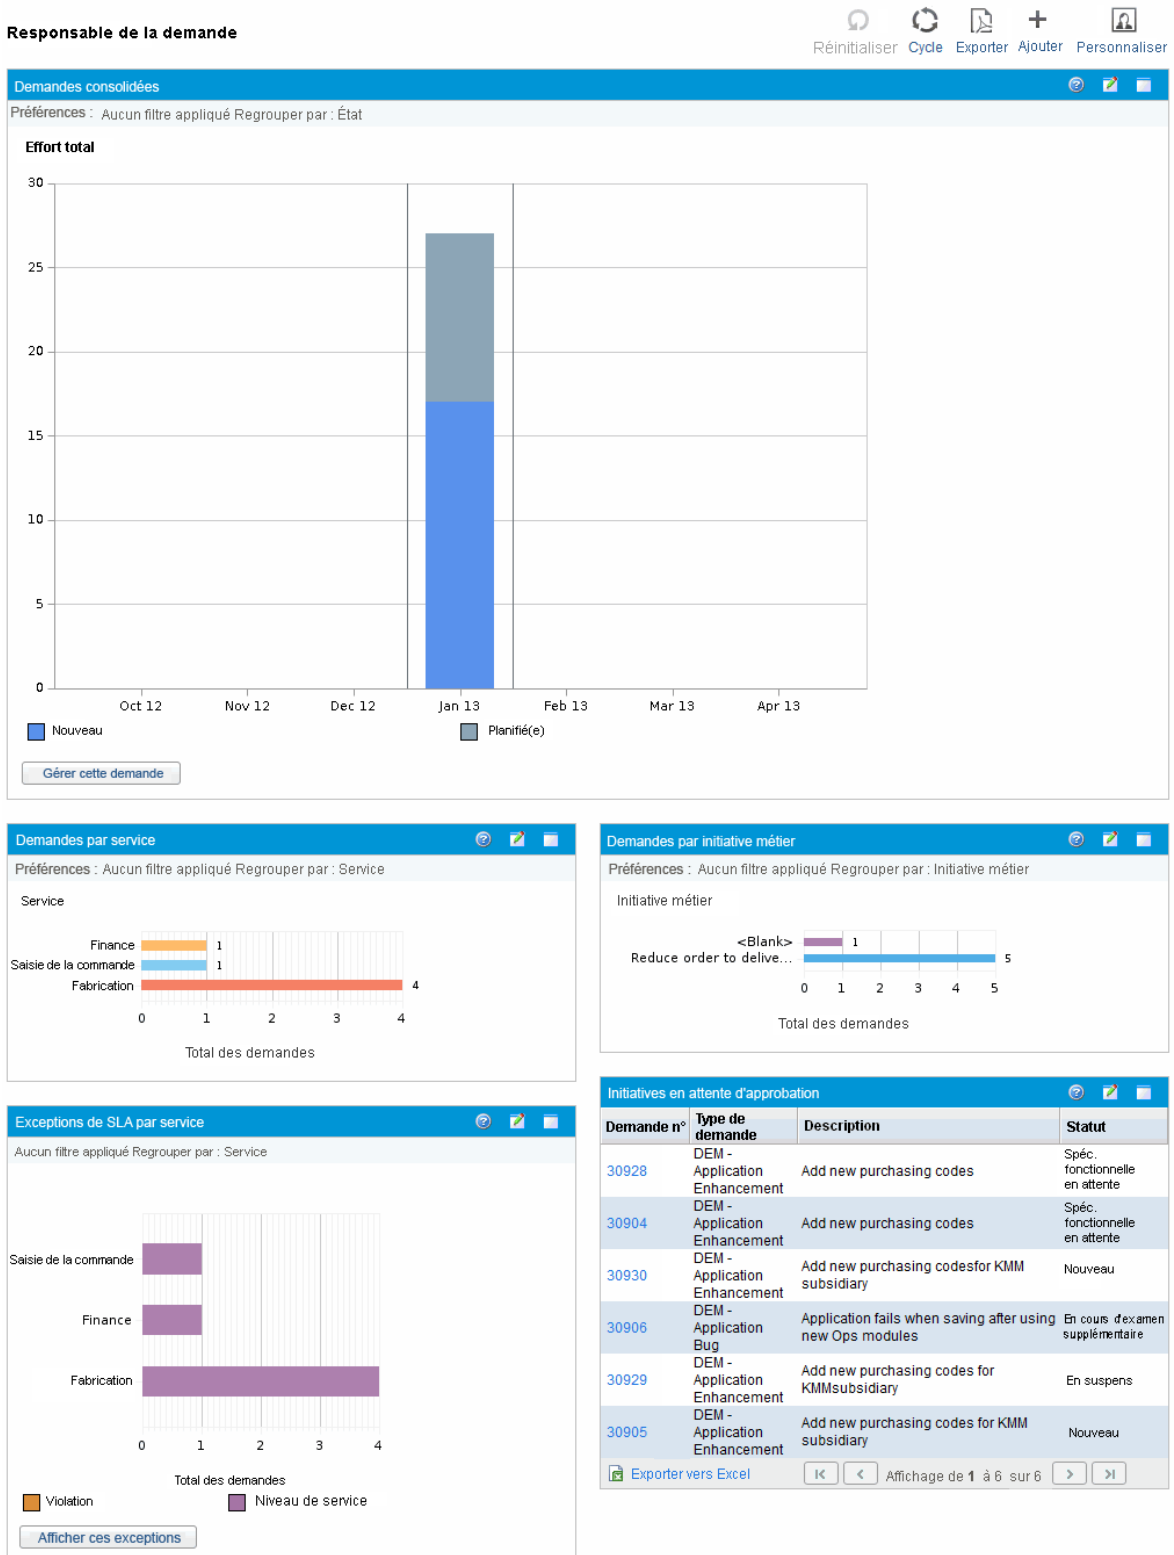 Responsable de la demande
Réinitialiser Cycle Exporter Ajouter Personnaliser
Demandes consolidées
Préférences : Aucun filtre appliqué Regrouper par : État
Effort total
30
25
20
15
10
5
0
Oct 12 Nov 12 Dec 12 Jan 13 Feb 13 Mar 13 Apr 13
Nouveau Planifié(e)
Gérer cette demande
Demandes par service
Préférences : Aucun filtre appliqué Regrouper par : Service
Service
Finance 1
Saisie de la commande 1
Fabrication 4
0 1 2 3 4
Total des demandes
Demandes par initiative métier
Préférences : Aucun filtre appliqué Regrouper par : Initiative métier
Initiative métier
<Blank> 1
Reduce order to delive... 5
0 1 2 3 4 5
Total des demandes
Exceptions de SLA par service
Aucun filtre appliqué Regrouper par : Service
Saisie de la commande
Finance
Fabrication
0 1 2 3 4
Total des demandes
Violation Niveau de service
Afficher ces exceptions
Initiatives en attente d'approbation
Demande n° Type de demande Description Statut
30928 DEM - Application Enhancement Add new purchasing codes Spéc. fonctionnelle en attente
30904 DEM - Application Enhancement Add new purchasing codes Spéc. fonctionnelle en attente
30930 DEM - Application Enhancement Add new purchasing codesfor KMM subsidiary Nouveau
30906 DEM - Application Bug Application fails when saving after using new Ops modules En cours d'examen supplémentaire
30929 DEM - Application Enhancement Add new purchasing codes for KMMsubsidiary En suspens
30905 DEM - Application Enhancement Add new purchasing codes for KMM subsidiary Nouveau
Exporter vers Excel Affichage de 1 à 6 sur 6